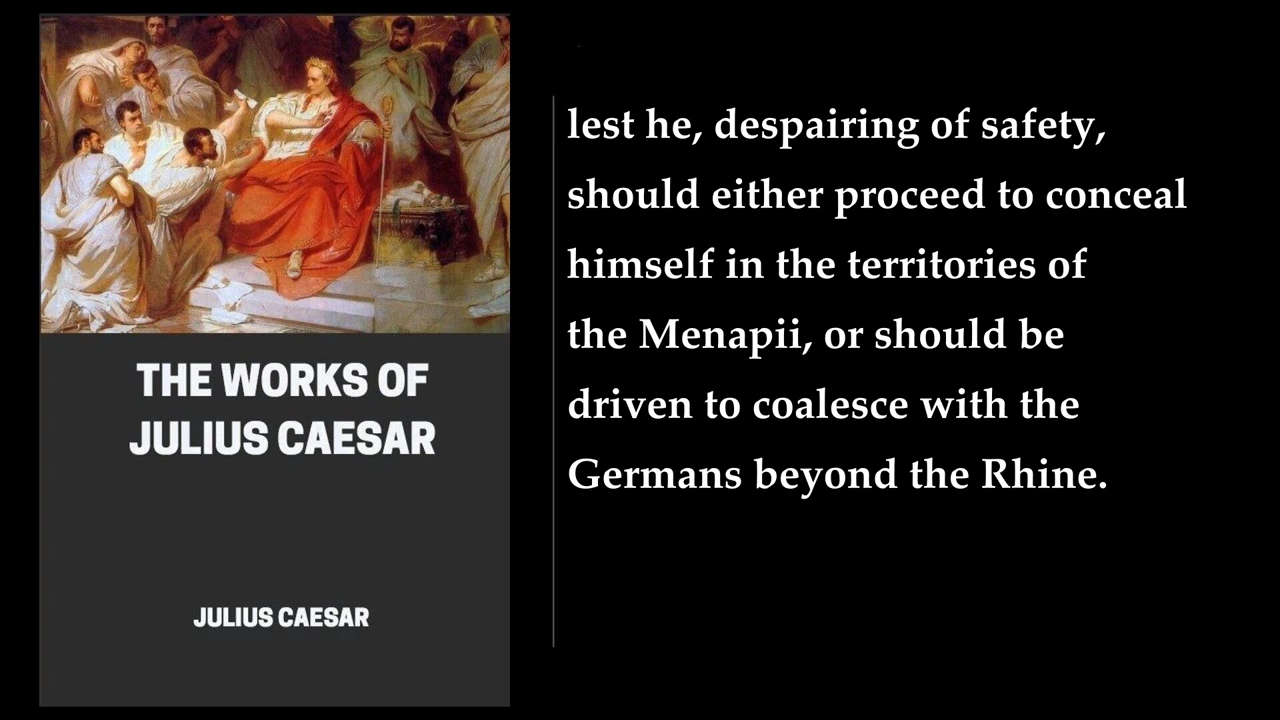 THE WORKS OF
JULIUS CAESAR
JULIUS CAESAR
lest he, despairing of safety,
should either proceed to conceal
himself in the territories of
the Menapii, or should be
driven to coalesce with the
Germans beyond the Rhine.